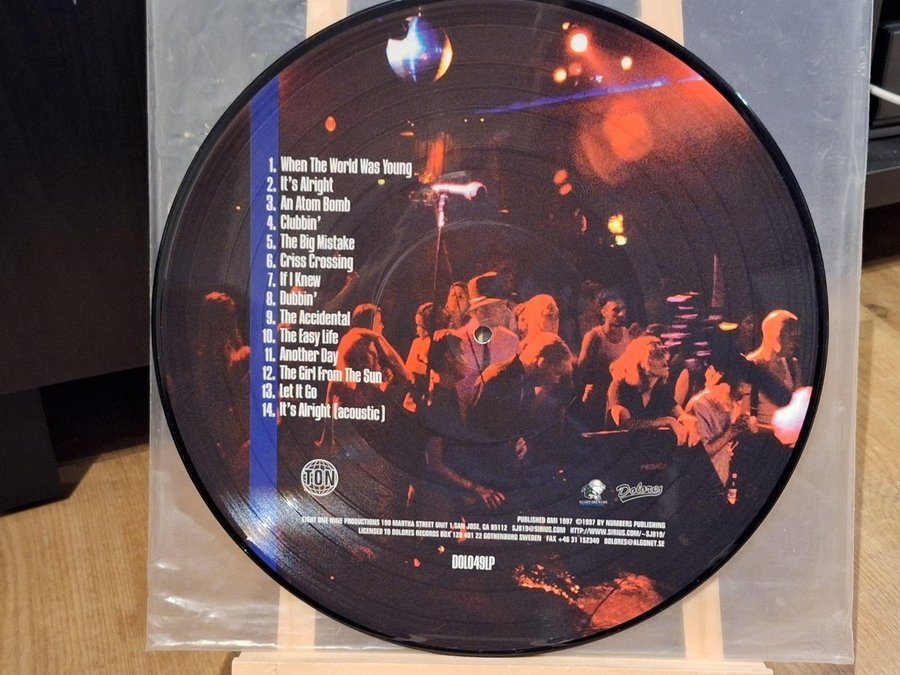 1. When The World Was Young
2. It's Alright
3. An Atom Bomb
4. Clubbin'
5. The Big Mistake
6. Criss Crossing
7. If I Knew
8. Dubbin'
9. The Accidental
10. The Easy Life
11. Another Day
12. The Girl From The Sun
13. Let It Go
14. It's Alright (acoustic)
TON
Dolores
EIGHT ONE NINE PRODUCTIONS 190 MARTHA STREET UNIT 1 SAN JOSE, CA 95112 SJ819@SIRIUS.COM HTTP://WWW.SIRIUS.COM/~SJ819/
PUBLISHED BMI 1997 ©1997 BY NUMBERS PUBLISHING
LICENSED TO DOLORES RECORDS BOX 120 401 22 GOTHENBURG SWEDEN FAX +46 31 152340 DOLORES@ALGONET.SE
DOL049LP